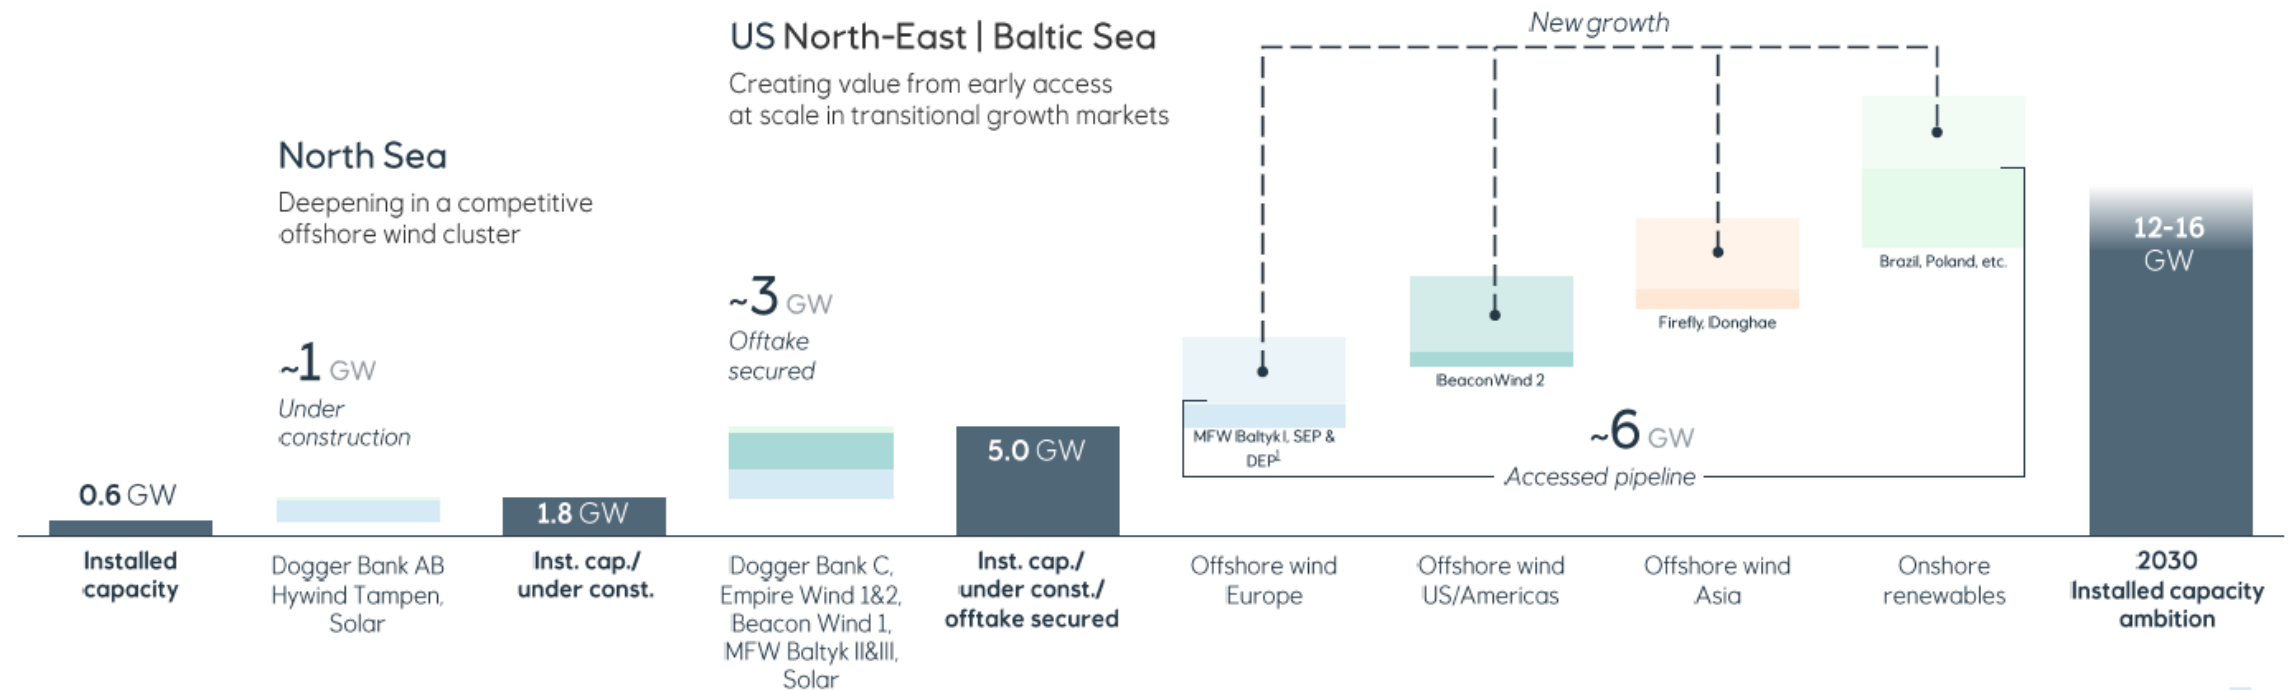 New growth
US North-East | Baltic Sea
Creating value from early access
at scale in transitional growth markets
North Sea
Deepening in a competitive
offshore wind cluster
12-16
GW
Brazil, Poland, etc.
~3 GW
Offtake
secured
Firefly, Donghae
~1 GW
Under
construction
BeaconWind 2
MFW Baltyk I, SEP &
DEP1
~6 GW
Accessed pipeline
5.0 GW
0.6 GW
1.8 GW
Installed
capacity
Dogger Bank AB
Hywind Tampen,
Solar
Inst. cap./
under const.
Dogger Bank C,
Empire Wind 1&2,
Beacon Wind 1,
MFW Baltyk II&III,
Solar
Inst. cap./
under const./
offtake secured
Offshore wind
Europe
Offshore wind
US/Americas
Offshore wind
Asia
Onshore
renewables
2030
Installed capacity
ambition